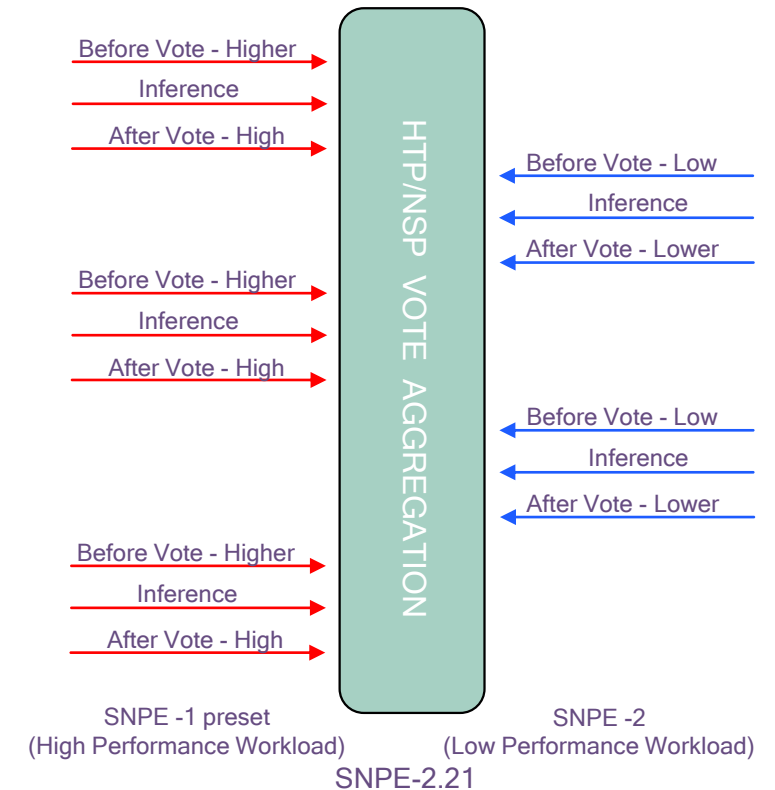 Before Vote - Higher
Inference
After Vote - High
Before Vote - Low
Inference
After Vote - Lower
Before Vote - Higher
Inference
After Vote - High
Before Vote - Low
Inference
After Vote - Lower
Before Vote - Higher
Inference
After Vote - High
HTP/NSP VOTE AGGREGATION
SNPE -1 preset
(High Performance Workload)
SNPE -2
(Low Performance Workload)
SNPE-2.21